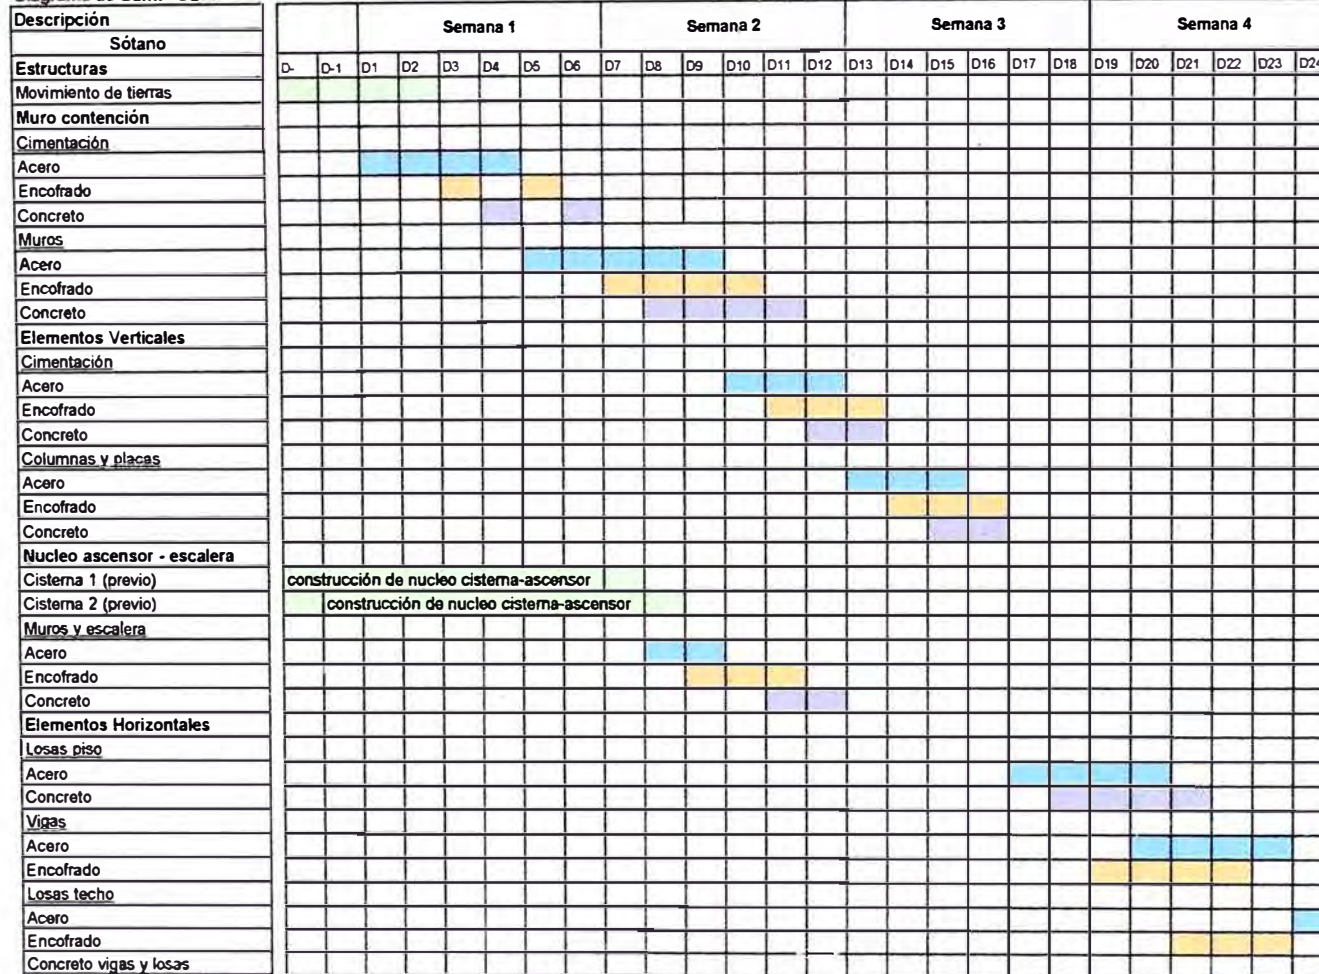 Descripción
Semana 1 Semana 2 Semana 3 Semana 4
Sótano
Estructuras D- D-1 D1 D2 D3 D4 D5 D6 D7 D8 D9 D10 D11 D12 D13 D14 D15 D16 D17 D18 D19 D20 D21 D22 D23 D24
Movimiento de tierras
Muro contención
Cimentación
Acero
Encofrado
Concreto
Muros
Acero
Encofrado
Concreto
Elementos Verticales
Cimentación
Acero
Encofrado
Concreto
Columnas y placas
Acero
Encofrado
Concreto
Nucleo ascensor - escalera
Cisterna 1 (previo) construcción de nucleo cisterna-ascensor
Cisterna 2 (previo) construcción de nucleo cisterna-ascensor
Muros y escalera
Acero
Encofrado
Concreto
Elementos Horizontales
Losas piso
Acero
Concreto
Vigas
Acero
Encofrado
Losas techo
Acero
Encofrado
Concreto vigas y losas